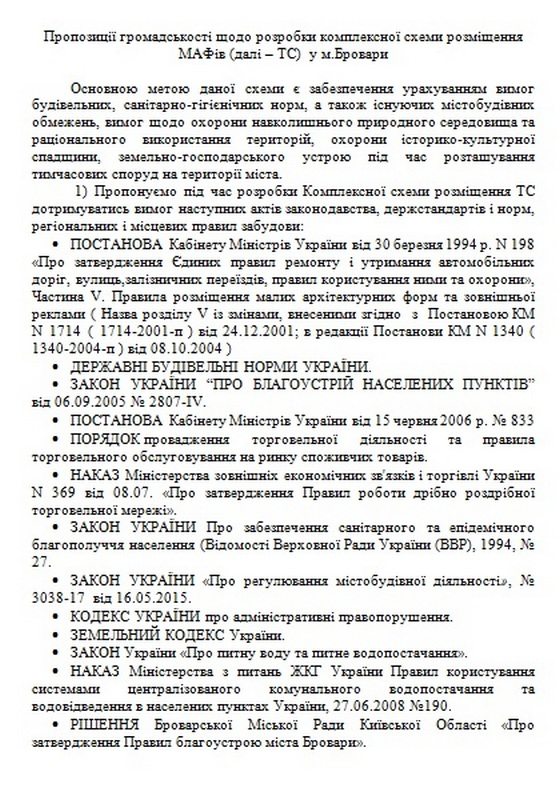 Пропозиції громадськості щодо розробки комплексної схеми розміщення
МАФів (далі – ТС) у м.Бровари
Основною метою даної схеми є забезпечення урахуванням вимог
будівельних, санітарно-гігієнічних норм, а також існуючих містобудівних
обмежень, вимог щодо охорони навколишнього природного середовища та
раціонального використання територій, охорони історико-культурної
спадщини, земельно-господарського устрою під час розташування
тимчасових споруд на території міста.
1) Пропонуємо під час розробки Комплексної схеми розміщення ТС
дотримуватись вимог наступних актів законодавства, держстандартів і норм,
регіональних і місцевих правил забудови:
• ПОСТАНОВА Кабінету Міністрів України від 30 березня 1994 р. N 198
«Про затвердження Єдиних правил ремонту і утримання автомобільних
доріг, вулиць,залізничних переїздів, правил користування ними та охорони»,
Частина V. Правила розміщення малих архітектурних форм та зовнішньої
реклами ( Назва розділу V із змінами, внесеними згідно з Постановою КМ
N 1714 ( 1714-2001-п ) від 24.12.2001; в редакції Постанови КМ N 1340 (
1340-2004-п ) від 08.10.2004 )
• ДЕРЖАВНІ БУДІВЕЛЬНІ НОРМИ УКРАЇНИ.
• ЗАКОН УКРАЇНИ “ПРО БЛАГОУСТРІЙ НАСЕЛЕНИХ ПУНКТІВ”
від 06.09.2005 № 2807-IV.
• ПОСТАНОВА Кабінету Міністрів України від 15 червня 2006 р. № 833
• ПОРЯДОК провадження торговельної діяльності та правила
торговельного обслуговування на ринку споживчих товарів.
• НАКАЗ Міністерства зовнішніх економічних зв'язків і торгівлі України
N 369 від 08.07. «Про затвердження Правил роботи дрібно роздрібної
торговельної мережі».
• ЗАКОН УКРАЇНИ Про забезпечення санітарного та епідемічного
благополуччя населення (Відомості Верховної Ради України (ВВР), 1994, №
27.
• ЗАКОН УКРАЇНИ «Про регулювання містобудівної діяльності», №
3038-17 від 16.05.2015.
• КОДЕКС УКРАЇНИ про адміністративні правопорушення.
• ЗЕМЕЛЬНИЙ КОДЕКС України.
• ЗАКОН України «Про питну воду та питне водопостачання».
• НАКАЗ Міністерства з питань ЖКГ України Правил користування
системами централізованого комунального водопостачання та
водовідведення в населених пунктах України, 27.06.2008 №190.
• РІШЕННЯ Броварської Міської Ради Київської Області «Про
затвердження Правил благоустрою міста Бровари».